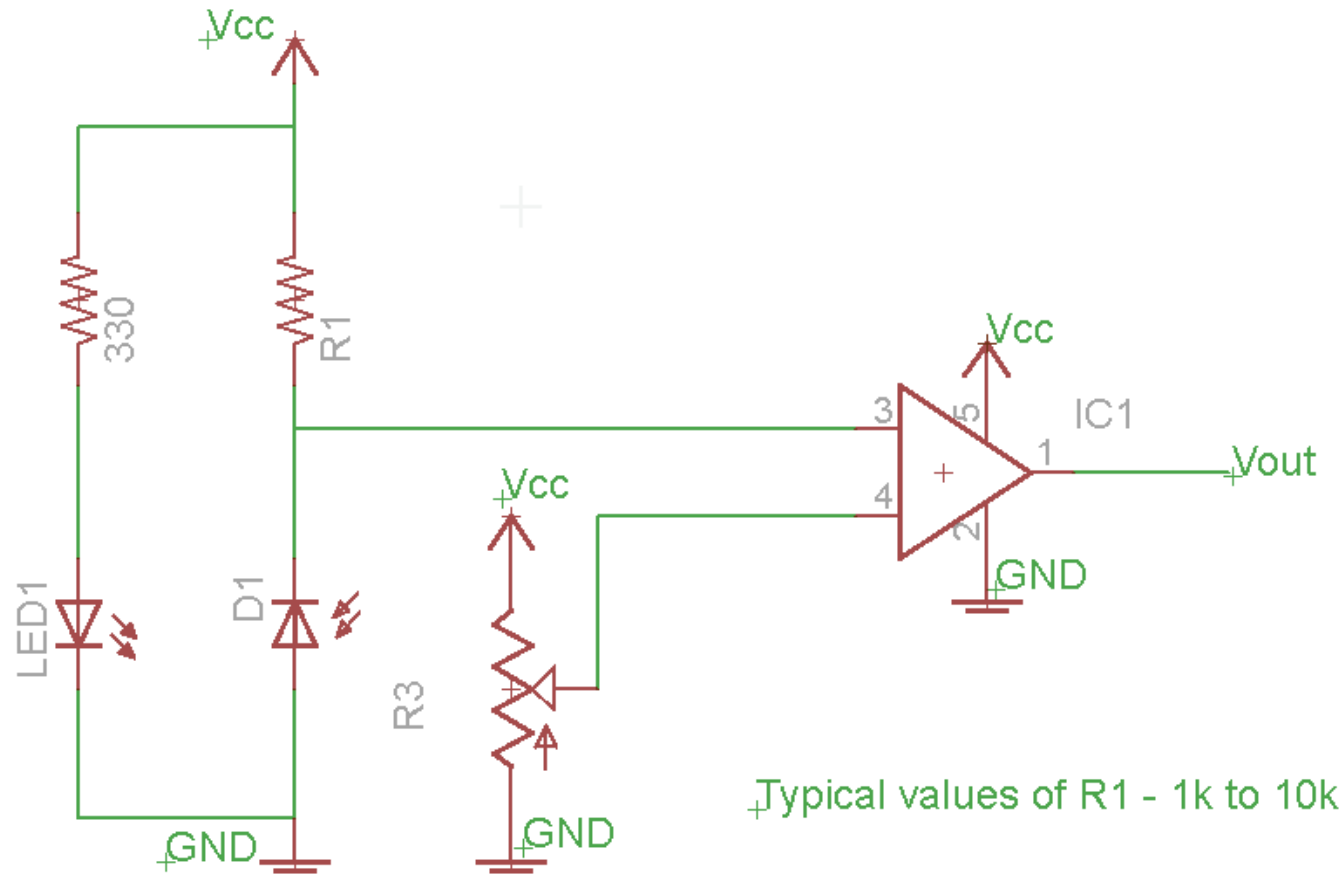 Vcc
330
R1
Vcc
3
5
IC1
1
Vout
Vcc
4
2
GND
LED1
D1
R3
Typical values of R1 - 1k to 10k
GND
GND